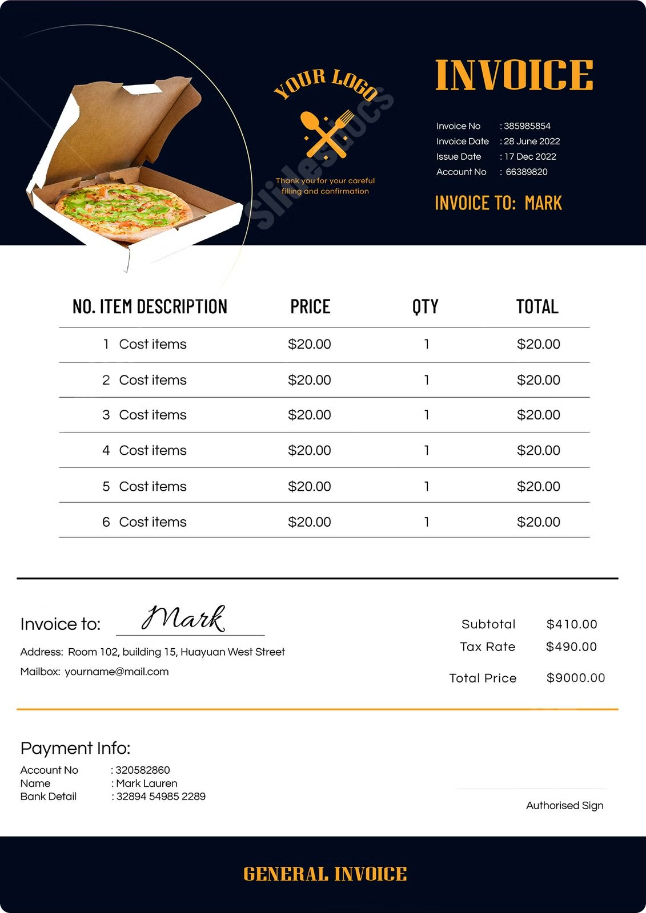 YOUR LOGO
Thank you for your careful
filling and confirmation
SlidesDocs
INVOICE
Invoice No : 385985854
Invoice Date : 28 June 2022
Issue Date : 17 Dec 2022
Account No : 66389820
INVOICE TO: MARK
NO. ITEM DESCRIPTION PRICE QTY TOTAL
1 Cost items $20.00 1 $20.00
2 Cost items $20.00 1 $20.00
3 Cost items $20.00 1 $20.00
4 Cost items $20.00 1 $20.00
5 Cost items $20.00 1 $20.00
6 Cost items $20.00 1 $20.00
Invoice to: Mark
Address: Room 102, building 15, Huayuan West Street
Mailbox: yourname@mail.com
Subtotal $410.00
Tax Rate $490.00
Total Price $9000.00
Payment Info:
Account No : 320582860
Name : Mark Lauren
Bank Detail : 32894 54985 2289
Authorised Sign
GENERAL INVOICE